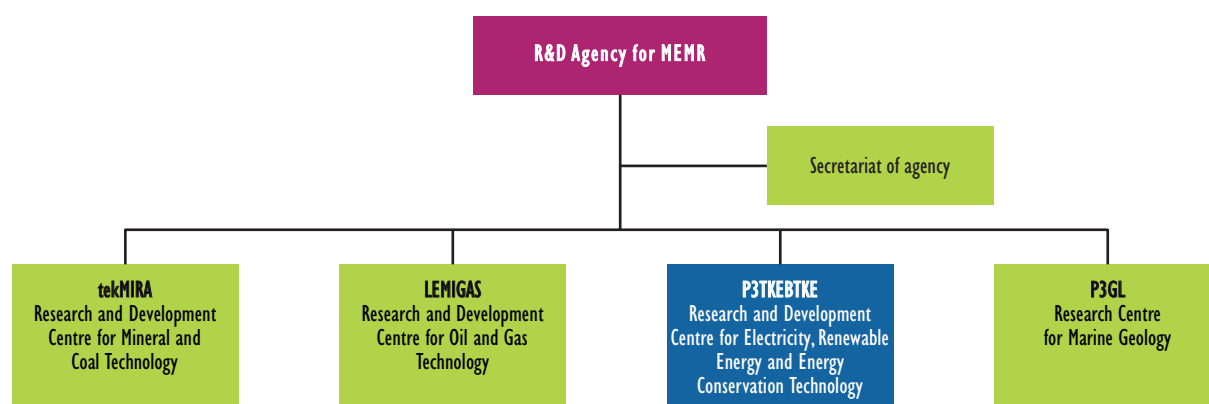 R&D Agency for MEMR
Secretariat of agency
tekMIRA
Research and Development
Centre for Mineral and
Coal Technology
LEMIGAS
Research and Development
Centre for Oil and Gas
Technology
P3TKEBTKE
Research and Development
Centre for Electricity, Renewable
Energy and Energy
Conservation Technology
P3GL
Research Centre
for Marine Geology